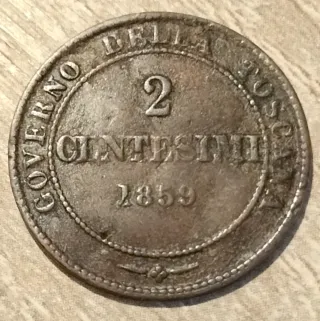 GOVERNO DELLA TOSCANA
2
CENTESIMI
1859